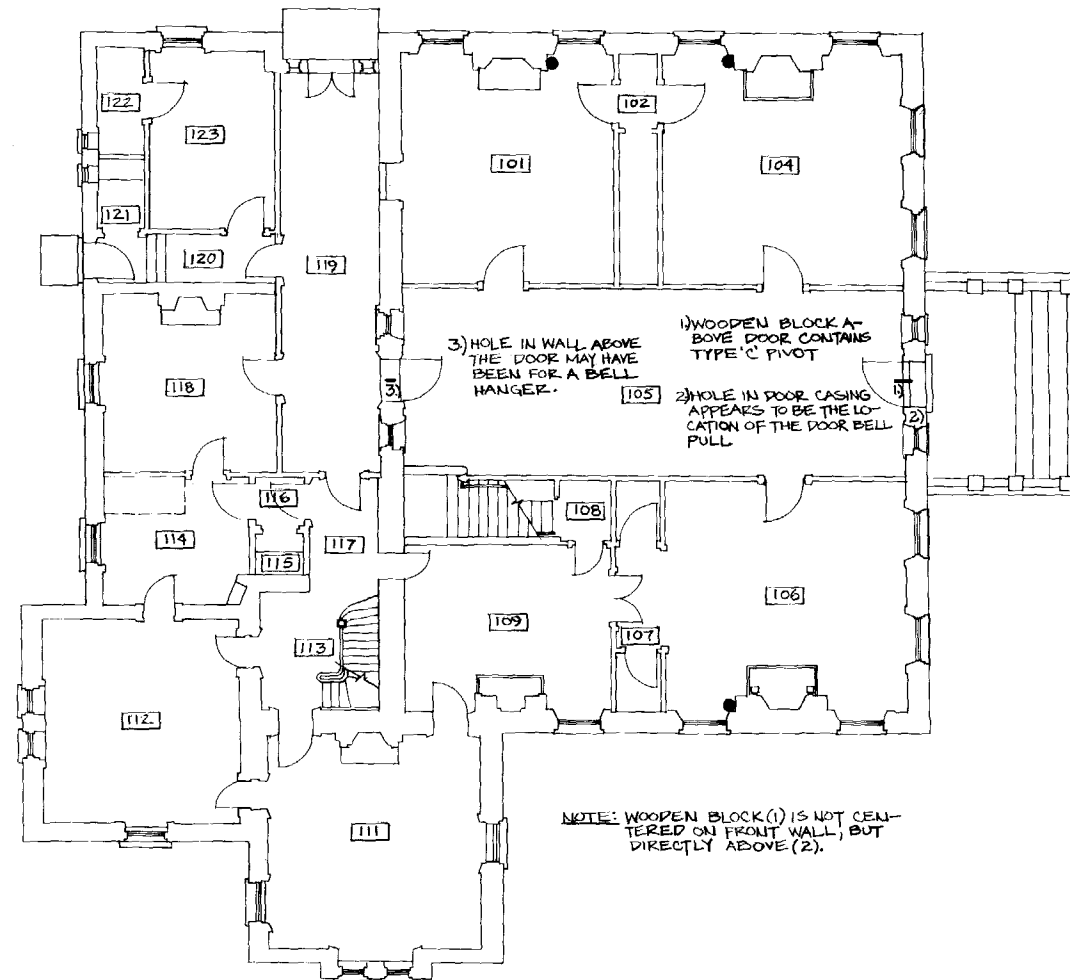 122
123
102
101
104
121
120
119
3.) HOLE IN WALL ABOVE
THE DOOR MAY HAVE
BEEN FOR A BELL
HANGER.
1.) WOODEN BLOCK A-
BOVE DOOR CONTAINS
TYPE 'C' PIVOT
118
3.)
105
2.) HOLE IN DOOR CASING
APPEARS TO BE THE LO-
CATION OF THE DOOR BELL
PULL
1.)
2.)
116
108
114
117
115
106
109
107
113
112
111
NOTE: WOODEN BLOCK (1) IS NOT CEN-
TERED ON FRONT WALL, BUT
DIRECTLY ABOVE (2).